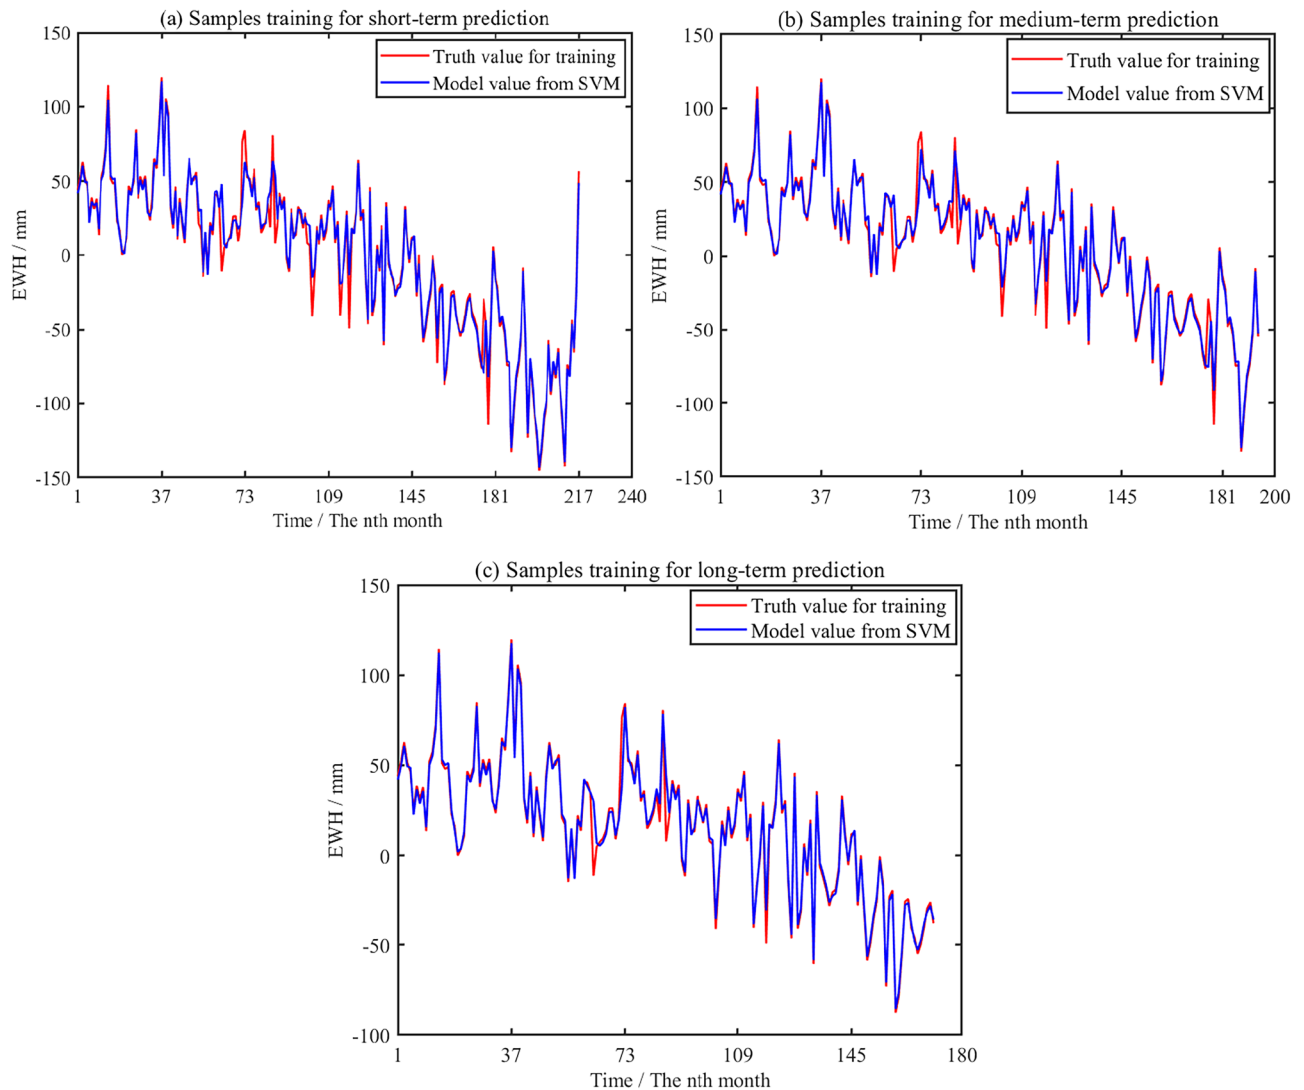 (a) Samples training for short-term prediction
150
100
50
0
-50
-100
-150
EWH / mm
Truth value for training
Model value from SVM
1 37 73 109 145 181 217 240
Time / The nth month
(b) Samples training for medium-term prediction
150
100
50
0
-50
-100
-150
EWH / mm
Truth value for training
Model value from SVM
1 37 73 109 145 181 200
Time / The nth month
(c) Samples training for long-term prediction
150
100
50
0
-50
-100
EWH / mm
Truth value for training
Model value from SVM
1 37 73 109 145 180
Time / The nth month